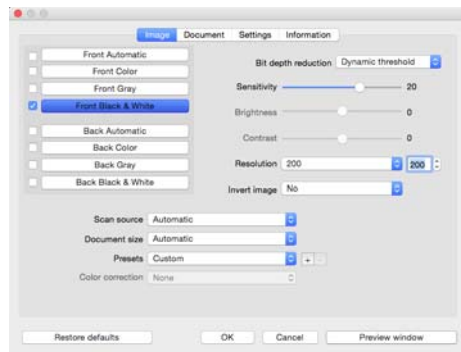 Image Document Settings Information
Front Automatic
Front Color
Front Gray
Front Black & White
Back Automatic
Back Color
Back Gray
Back Black & White
Bit depth reduction Dynamic threshold
Sensitivity 20
Brightness 0
Contrast 0
Resolution 200 200
Invert image No
Scan source Automatic
Document size Automatic
Presets Custom + -
Color correction None
Restore defaults OK Cancel Preview window